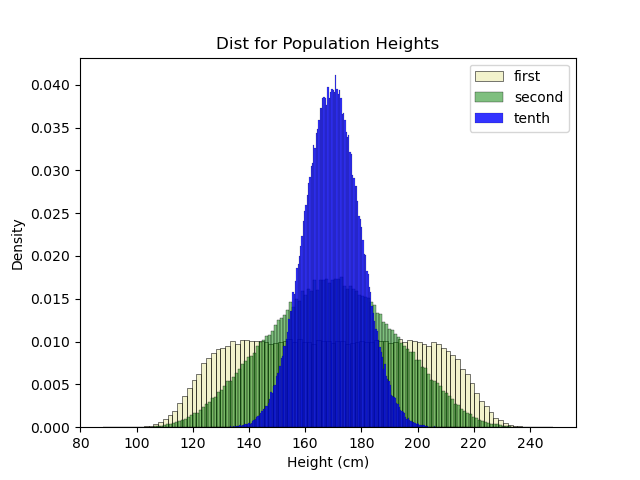 Dist for Population Heights
first
second
tenth
Density
0.040
0.035
0.030
0.025
0.020
0.015
0.010
0.005
0.000
80 100 120 140 160 180 200 220 240
Height (cm)